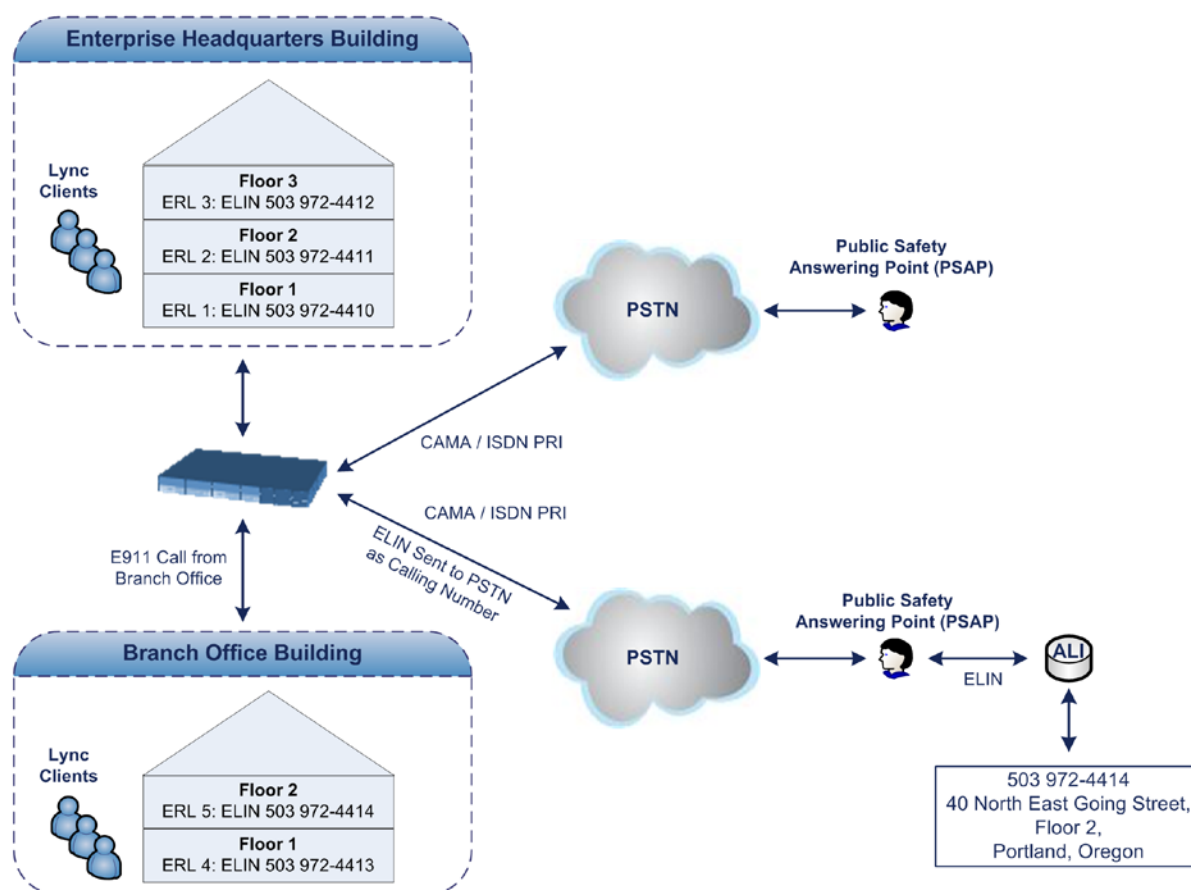 Enterprise Headquarters Building
Lync
Clients
Floor 3
ERL 3: ELIN 503 972-4412
Floor 2
ERL 2: ELIN 503 972-4411
Floor 1
ERL 1: ELIN 503 972-4410
PSTN
Public Safety
Answering Point (PSAP)
CAMA / ISDN PRI
CAMA / ISDN PRI
ELIN Sent to PSTN
as Calling Number
E911 Call from
Branch Office
PSTN
Public Safety
Answering Point (PSAP)
ELIN
ALI
503 972-4414
40 North East Going Street,
Floor 2,
Portland, Oregon
Branch Office Building
Lync
Clients
Floor 2
ERL 5: ELIN 503 972-4414
Floor 1
ERL 4: ELIN 503 972-4413